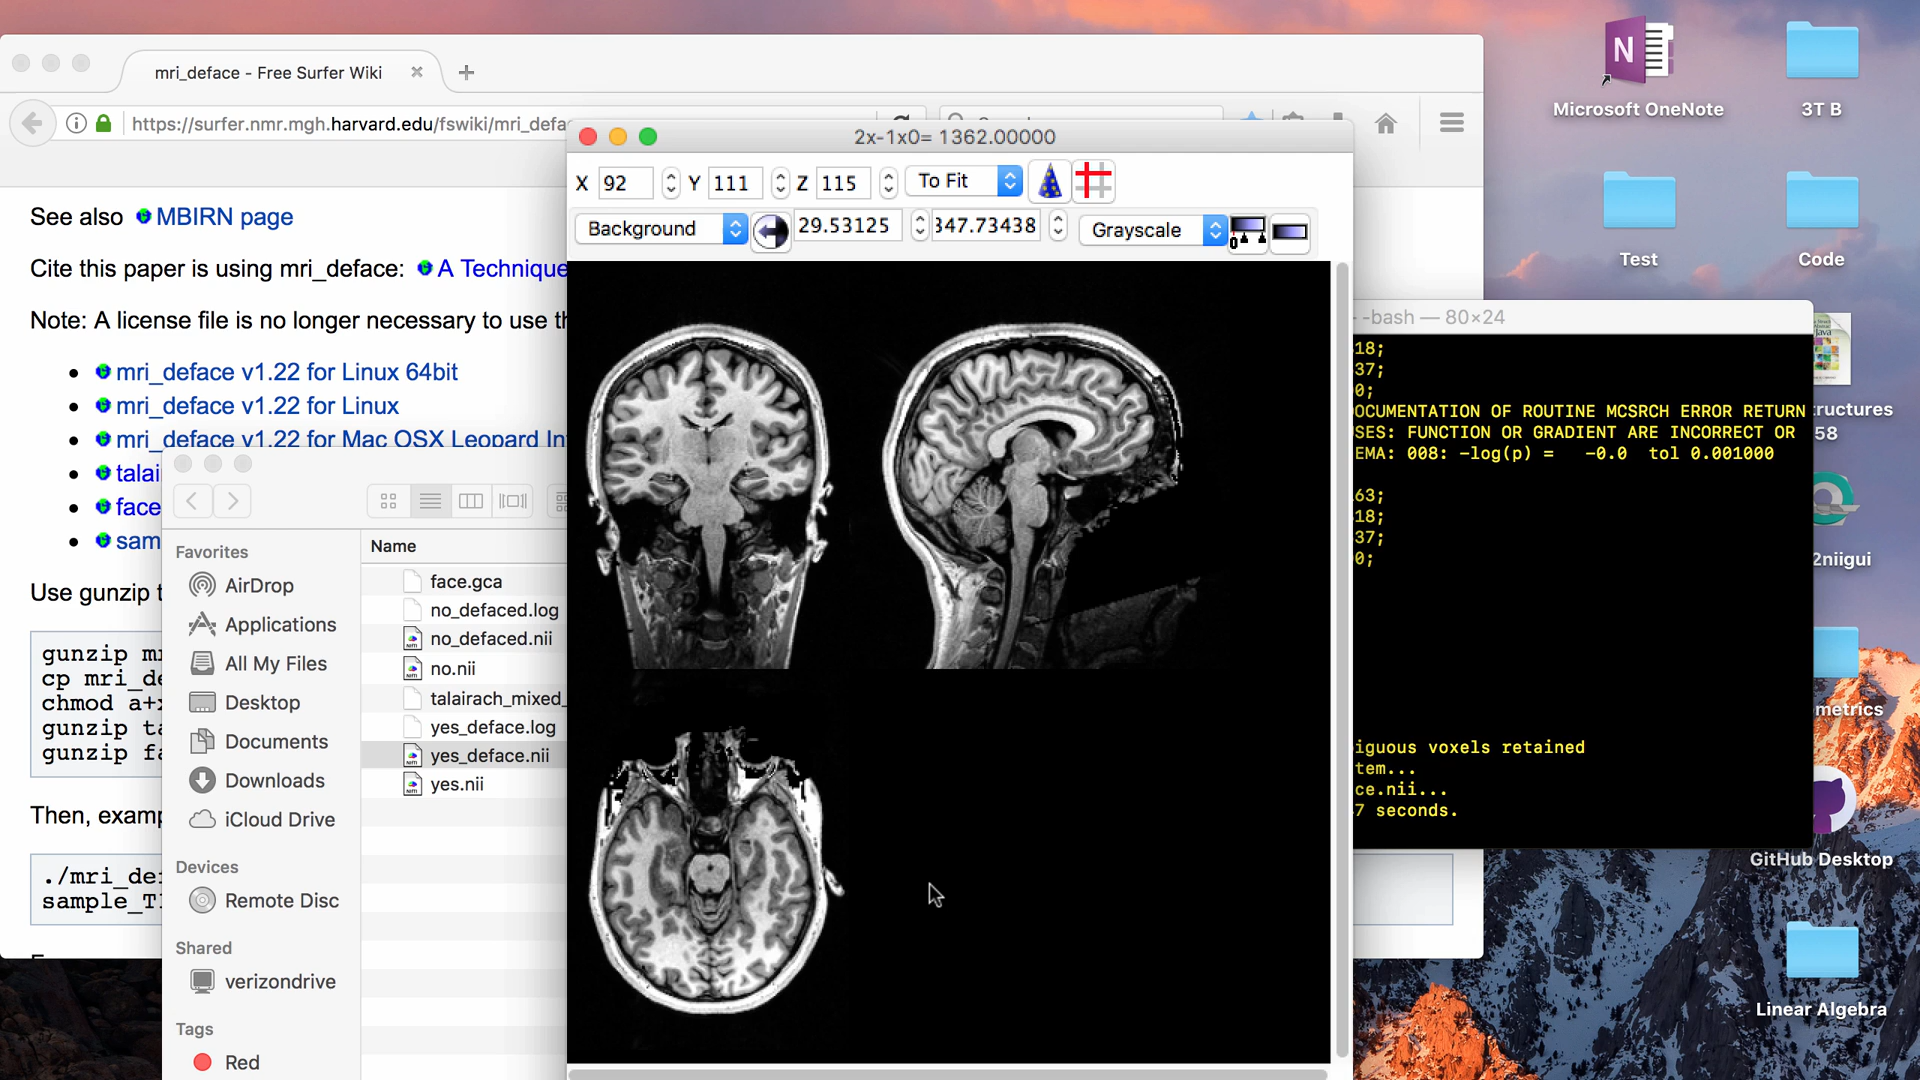 mri_deface - Free Surfer Wiki
https://surfer.nmr.mgh.harvard.edu/fswiki/mri_defa
See also MBIRN page
Cite this paper is using mri_deface: A Technique
Note: A license file is no longer necessary to use th
mri_deface v1.22 for Linux 64bit
mri_deface v1.22 for Linux
mri_deface v1.22 for Mac OSX Leopard In
talai
face
sam
Use gunzip t
gunzip mr
cp mri_de
chmod a+x
gunzip ta
gunzip fa
Then, examp
./mri_def
sample_T1
Favorites
AirDrop
Applications
All My Files
Desktop
Documents
Downloads
iCloud Drive
Devices
Remote Disc
Shared
verizondrive
Tags
Red
Name
face.gca
no_defaced.log
no_defaced.nii
no.nii
talairach_mixed_
yes_deface.log
yes_deface.nii
yes.nii
2x-1x0= 1362.00000
X 92 Y 111 Z 115 To Fit
Background 29.53125 347.73438 Grayscale
-bash — 80×24
18;
37;
0;
OCUMENTATION OF ROUTINE MCSRCH ERROR RETURN
SES: FUNCTION OR GRADIENT ARE INCORRECT OR
EMA: 008: -log(p) = -0.0 tol 0.001000
63;
18;
37;
0;
iguous voxels retained
tem...
ce.nii...
7 seconds.
Microsoft OneNote
3T B
Test
Code
ructures
58
2niigui
metrics
GitHub Desktop
Linear Algebra